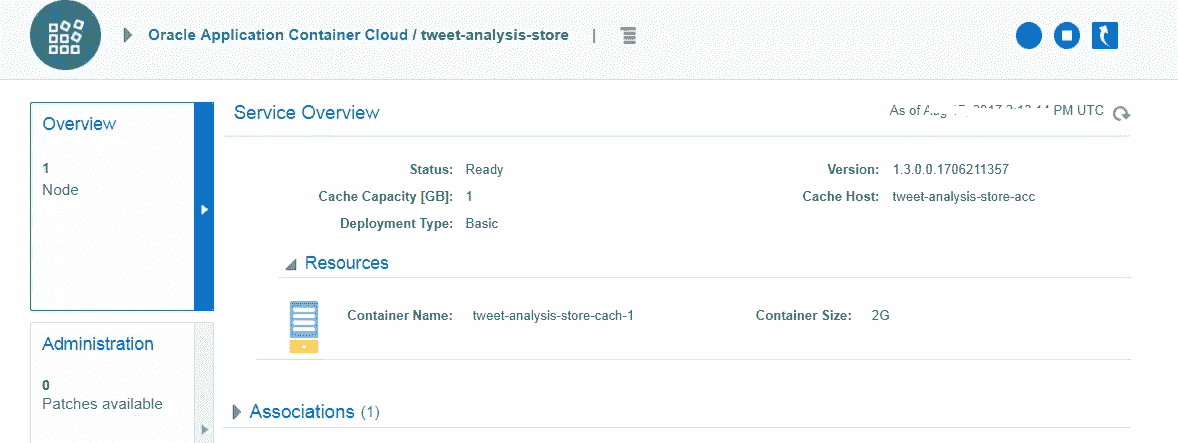 Oracle Application Container Cloud / tweet-analysis-store |
Overview
1
Node
Administration
0
Patches available
Service Overview
As of PM UTC
Status: Ready
Version: 1.3.0.0.1706211357
Cache Capacity [GB]: 1
Cache Host: tweet-analysis-store-acc
Deployment Type: Basic
Resources
Container Name: tweet-analysis-store-cach-1
Container Size: 2G
Associations (1)